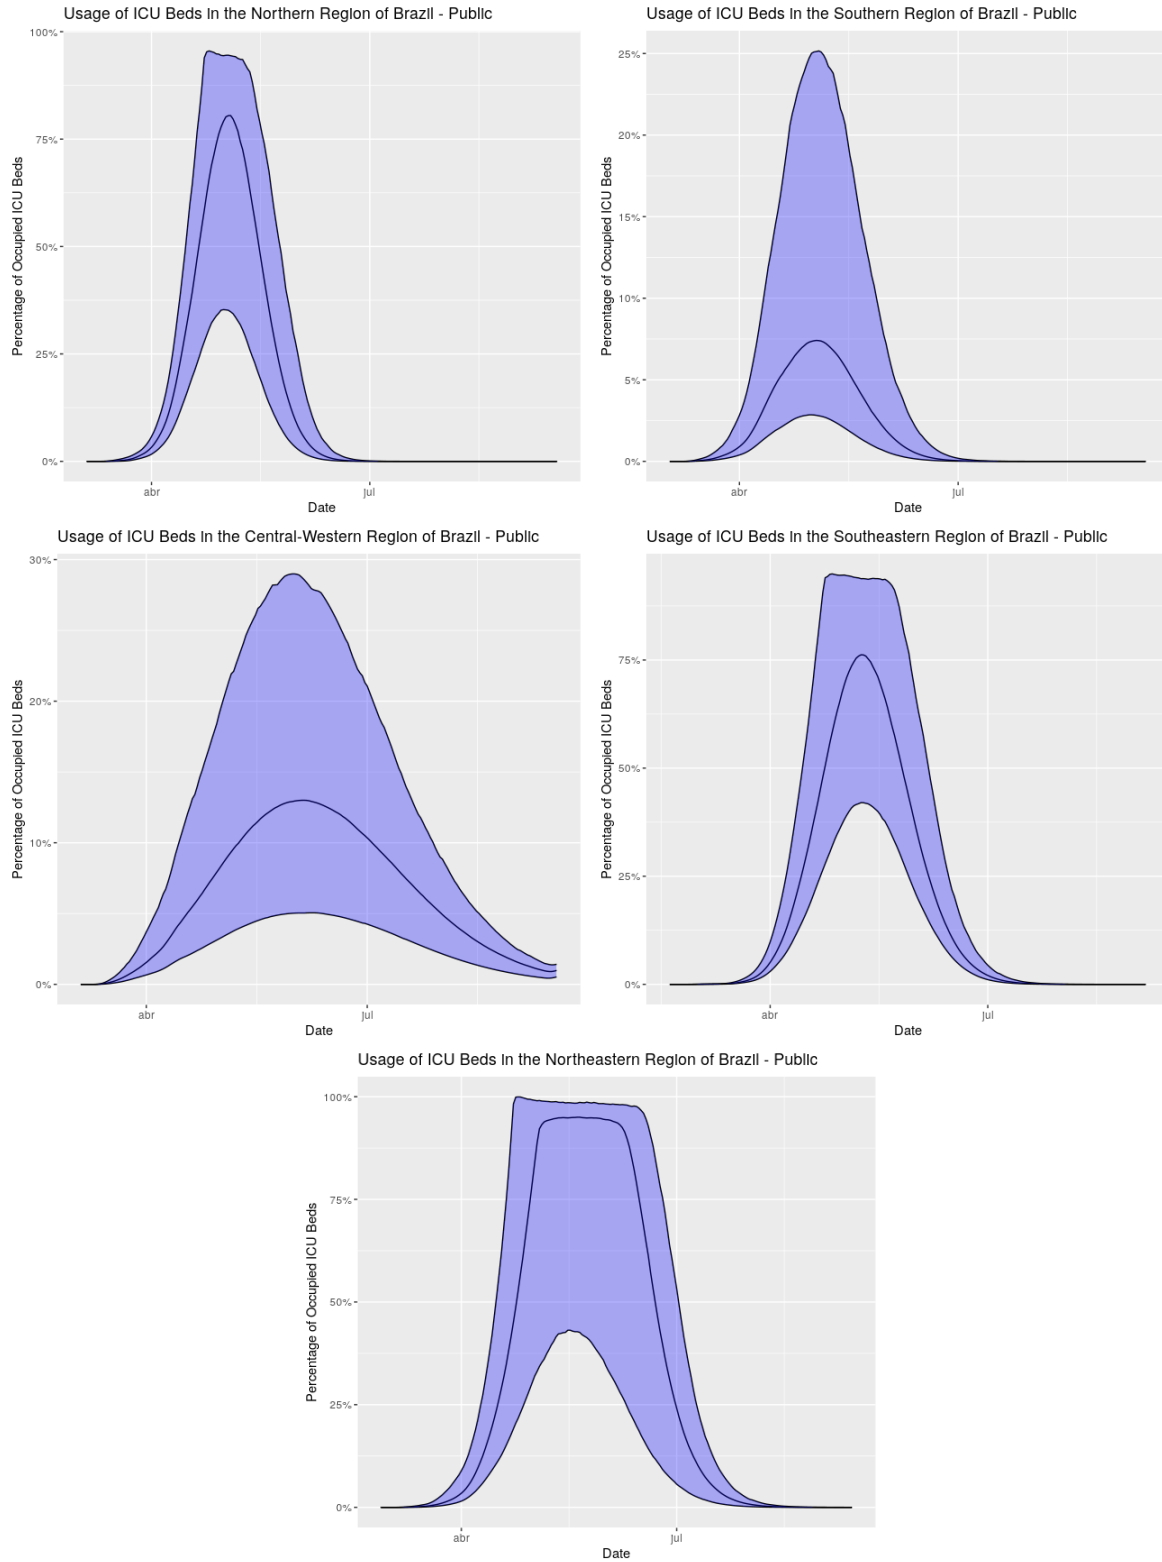 Usage of ICU Beds in the Northern Region of Brazil - Public
100%
75%
50%
25%
0%
Percentage of Occupied ICU Beds
abr
jul
Date
Usage of ICU Beds in the Southern Region of Brazil - Public
25%
20%
15%
10%
5%
0%
Percentage of Occupied ICU Beds
abr
jul
Date
Usage of ICU Beds in the Central-Western Region of Brazil - Public
30%
20%
10%
0%
Percentage of Occupied ICU Beds
abr
jul
Date
Usage of ICU Beds in the Southeastern Region of Brazil - Public
75%
50%
25%
0%
Percentage of Occupied ICU Beds
abr
jul
Date
Usage of ICU Beds in the Northeastern Region of Brazil - Public
100%
75%
50%
25%
0%
Percentage of Occupied ICU Beds
abr
jul
Date